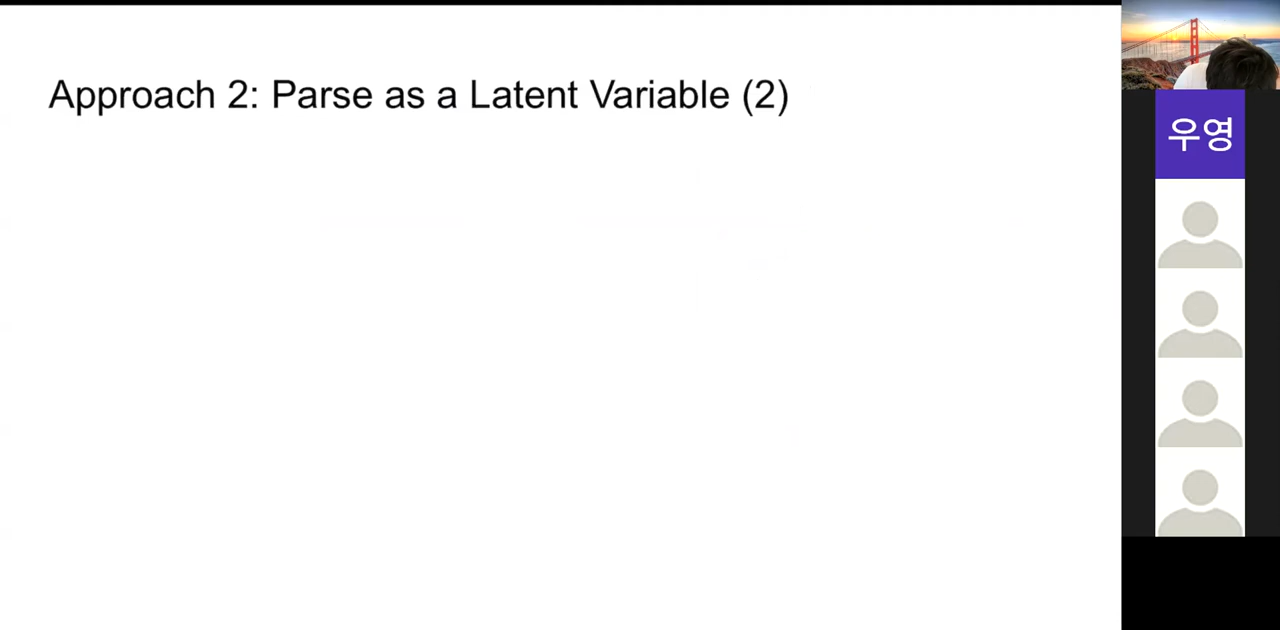 Approach 2: Parse as a Latent Variable (2)
우영